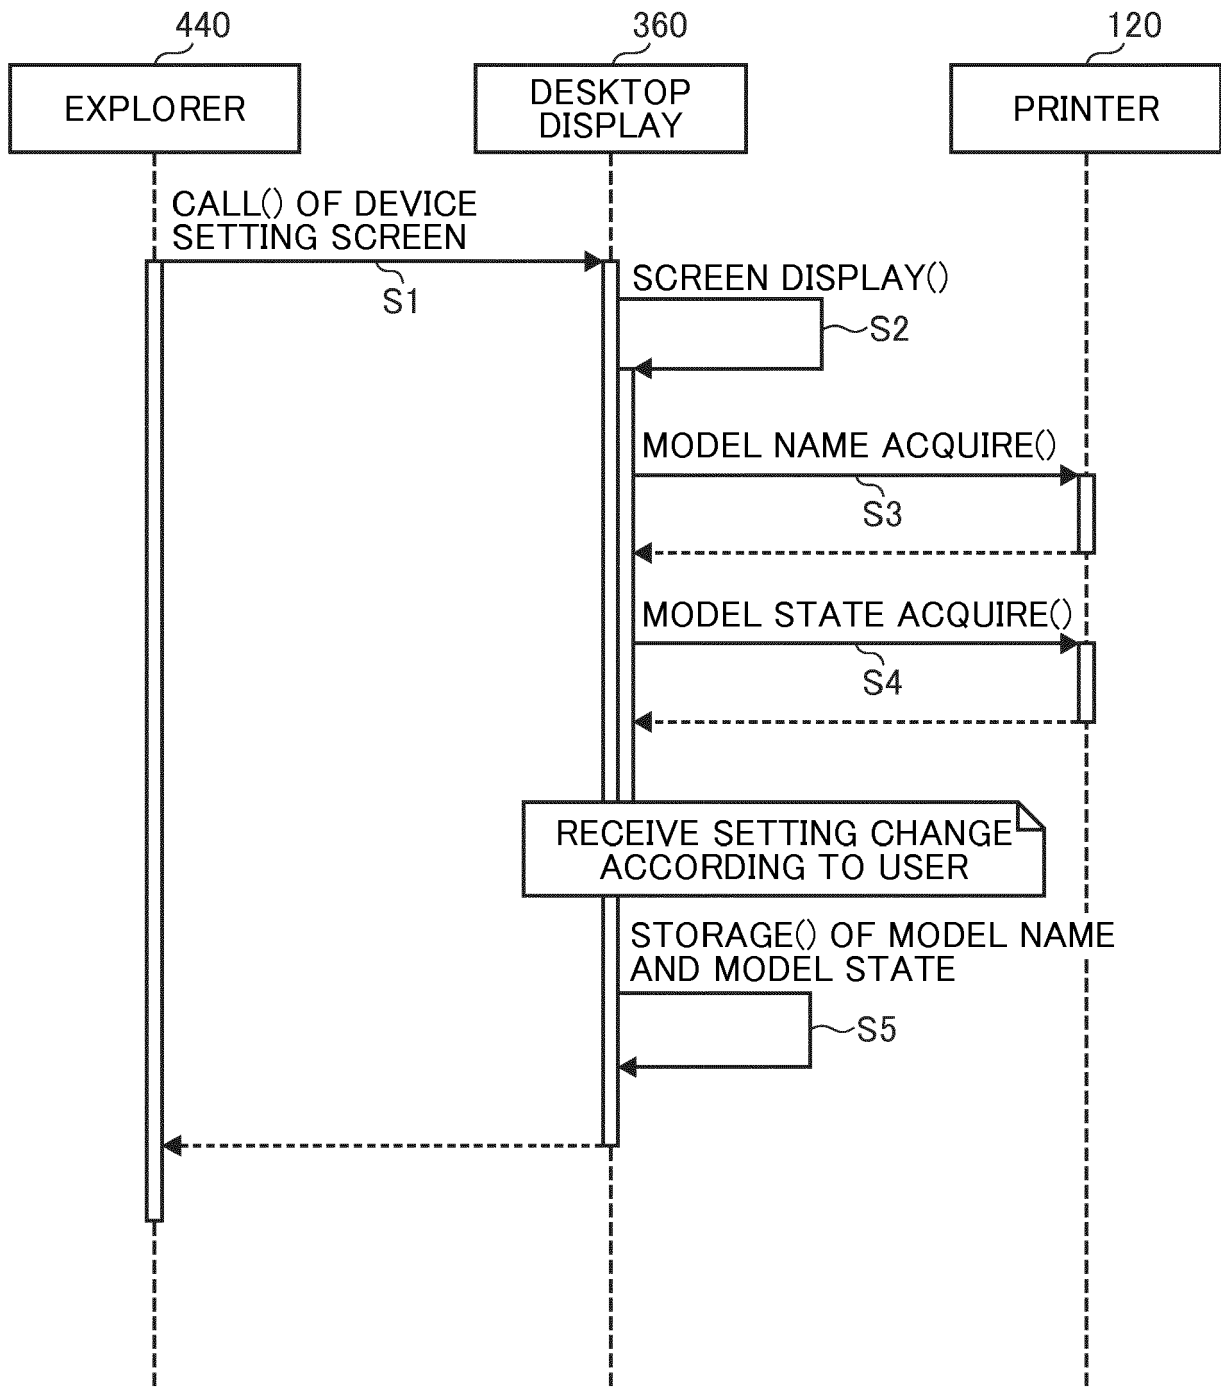 440
360
120
EXPLORER
DESKTOP
DISPLAY
PRINTER
CALL() OF DEVICE
SETTING SCREEN
S1
SCREEN DISPLAY()
S2
MODEL NAME ACQUIRE()
S3
MODEL STATE ACQUIRE()
S4
RECEIVE SETTING CHANGE
ACCORDING TO USER
STORAGE() OF MODEL NAME
AND MODEL STATE
S5